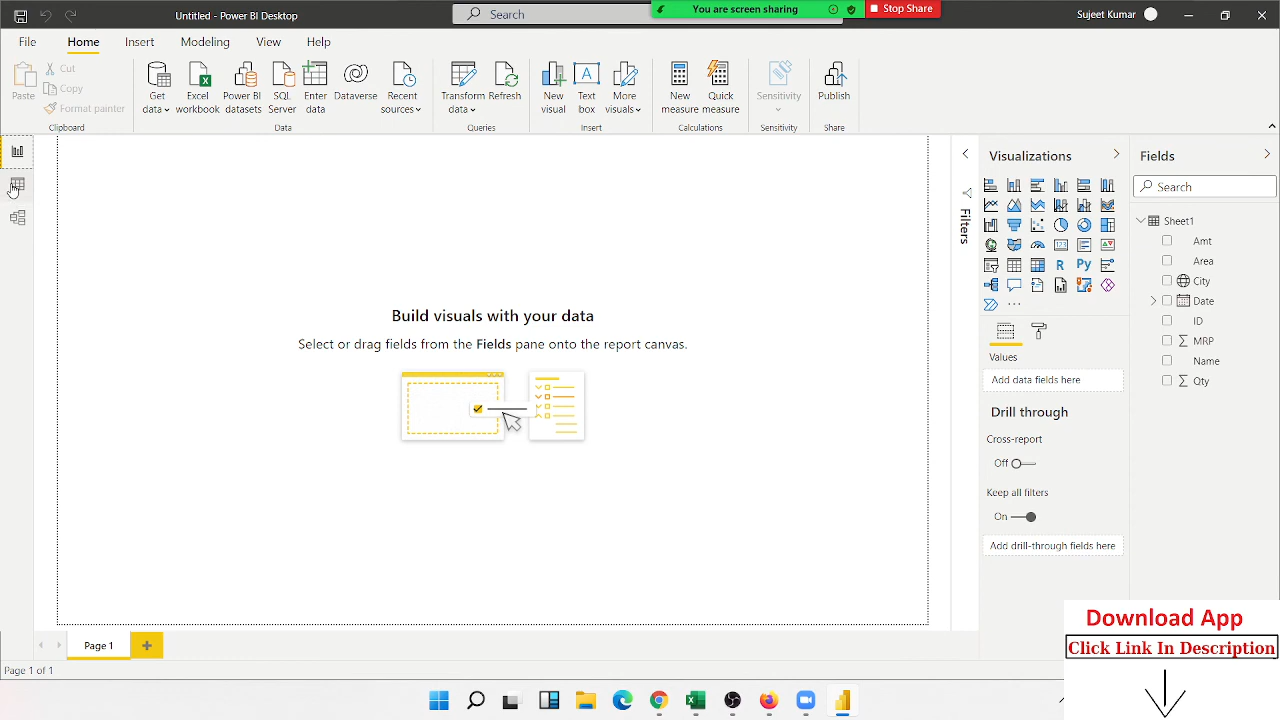 Untitled - Power BI Desktop
Search
You are screen sharing
Stop Share
Sujeet Kumar
File
Home
Insert
Modeling
View
Help
Paste
Cut
Copy
Format painter
Clipboard
Get data
Excel workbook
Power BI datasets
SQL Server
Enter data
Dataverse
Recent sources
Data
Transform data
Refresh
Queries
New visual
Text box
More visuals
Insert
New measure
Quick measure
Calculations
Sensitivity
Sensitivity
Publish
Share
Build visuals with your data
Select or drag fields from the Fields pane onto the report canvas.
Filters
Visualizations
R
Py
Values
Add data fields here
Drill through
Cross-report
Off
Keep all filters
On
Add drill-through fields here
Fields
Search
Sheet1
Amt
Area
City
Date
ID
MRP
Name
Qty
Page 1
Page 1 of 1
Download App
Click Link In Description